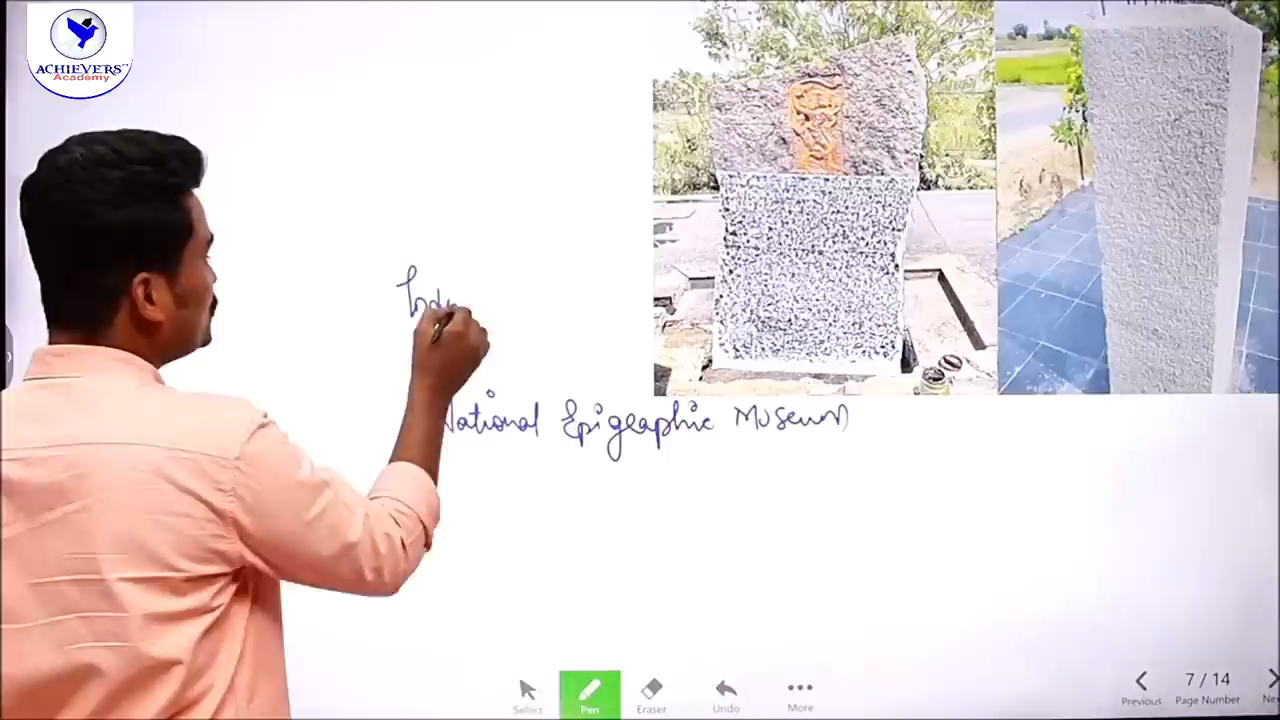 ACHIEVERS
Academy
National Epigraphic Museum
Select
Pen
Eraser
Undo
More
Previous
7 / 14
Page Number